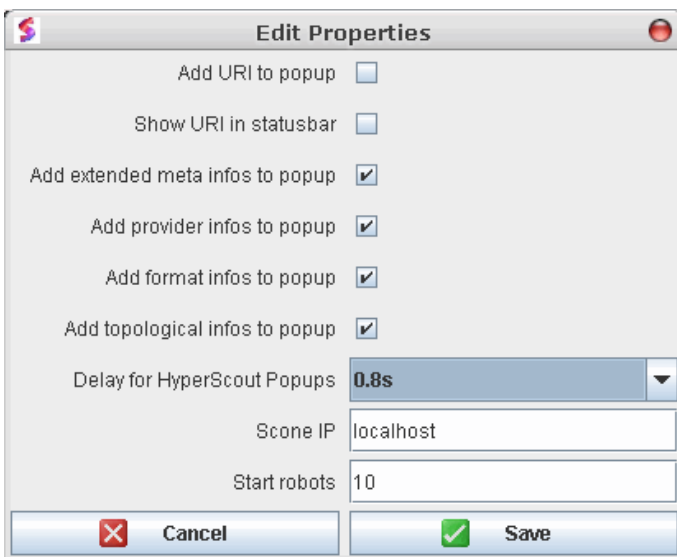 Edit Properties
Add URI to popup
Show URI in statusbar
Add extended meta infos to popup
Add provider infos to popup
Add format infos to popup
Add topological infos to popup
Delay for HyperScout Popups 0.8s
Scone IP localhost
Start robots 10
Cancel Save